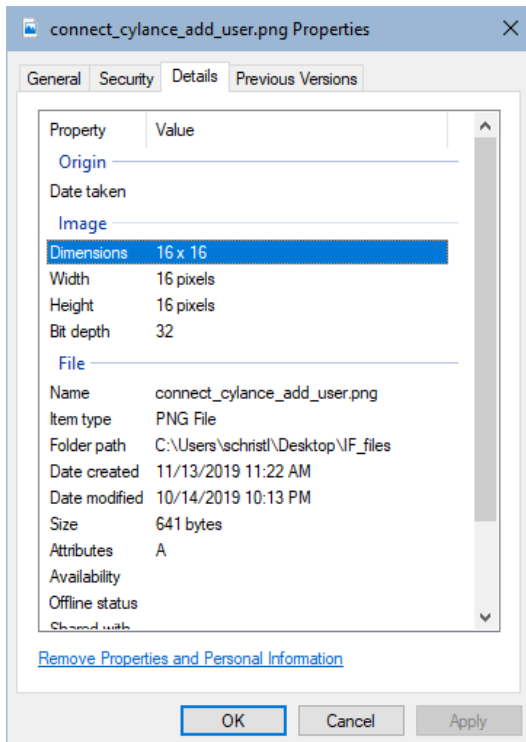 connect_cylance_add_user.png Properties
General Security Details Previous Versions
Property Value
Origin
Date taken
Image
Dimensions 16 x 16
Width 16 pixels
Height 16 pixels
Bit depth 32
File
Name connect_cylance_add_user.png
Item type PNG File
Folder path C:\Users\schristl\Desktop\IF_files
Date created 11/13/2019 11:22 AM
Date modified 10/14/2019 10:13 PM
Size 641 bytes
Attributes A
Availability
Offline status
Shared with
Remove Properties and Personal Information
OK Cancel Apply